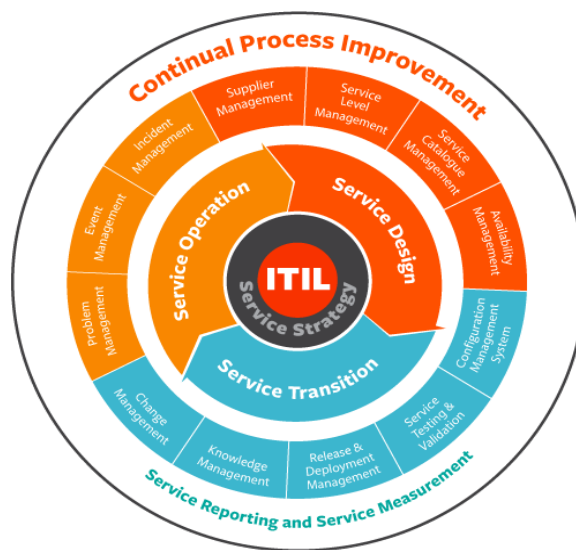 Continual Process Improvement
Supplier
Management
Service
Level
Management
Service
Catalogue
Management
Availability
Management
Configuration
Management
System
Service
Testing &
Validation
Release &
Deployment
Management
Knowledge
Management
Change
Management
Problem
Management
Event
Management
Incident
Management
Service Design
Service Transition
Service Operation
ITIL
Service Strategy
Service Reporting and Service Measurement